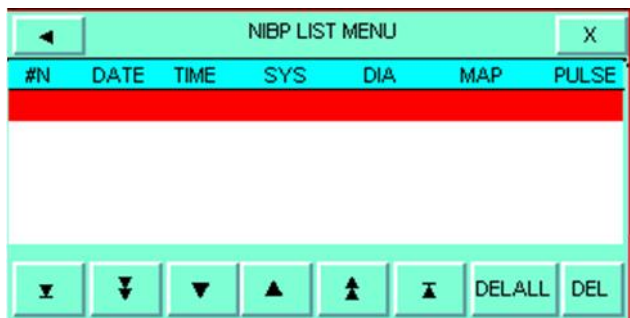 NIBP LIST MENU X
#N DATE TIME SYS DIA MAP PULSE
DELALL DEL